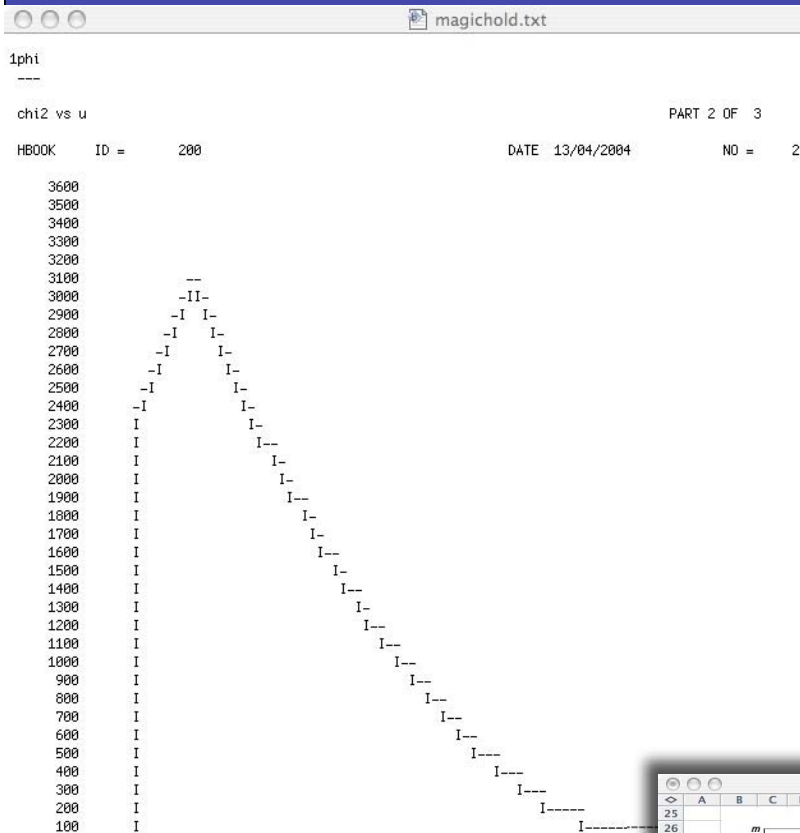 magichold.txt
1phi
---
chi2 vs u PART 2 OF 3
HBOOK ID = 200 DATE 13/04/2004 NO = 2
3600
3500
3400
3300
3200
3100 --
3000 -II-
2900 -I I-
2800 -I I-
2700 -I I-
2600 -I I-
2500 -I I-
2400 -I I-
2300 I I-
2200 I I--
2100 I I-
2000 I I-
1900 I I--
1800 I I-
1700 I I-
1600 I I--
1500 I I-
1400 I I--
1300 I I-
1200 I I--
1100 I I--
1000 I I--
900 I I--
800 I I--
700 I I--
600 I I--
500 I I---
400 I I---
300 I I---
200 I I-----
100 I I----------
A B C
25
26 m